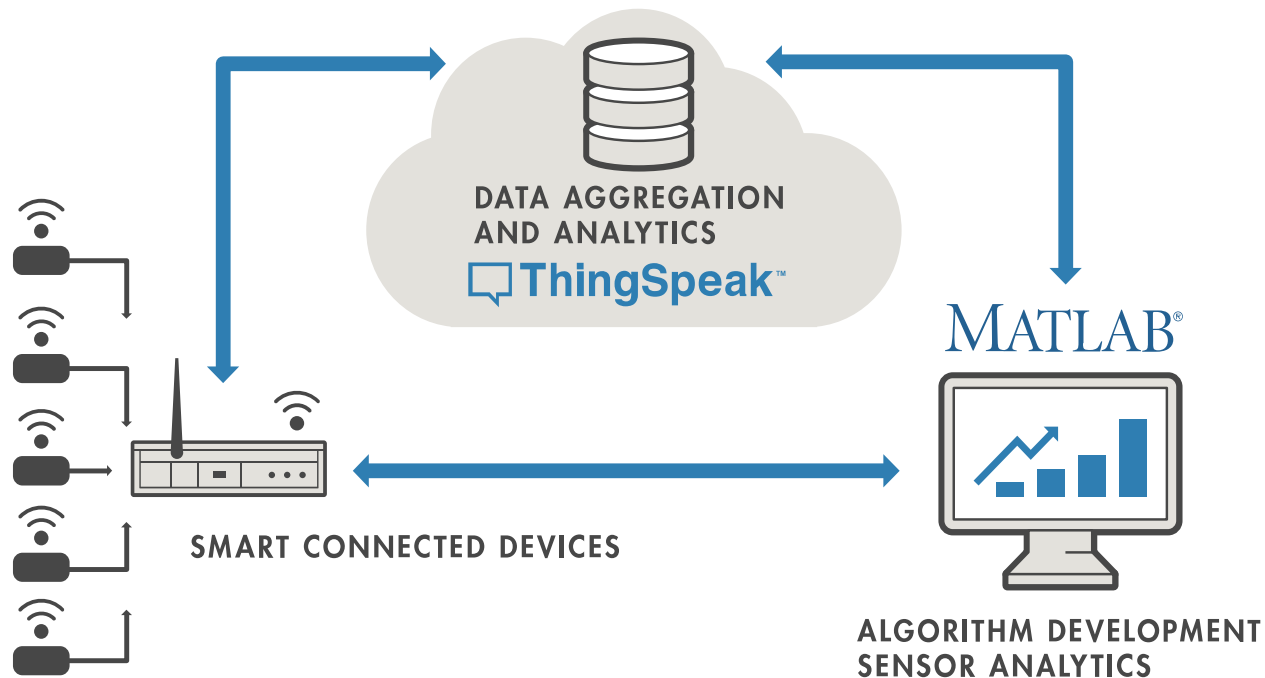 DATA AGGREGATION
AND ANALYTICS
ThingSpeak™
MATLAB®
SMART CONNECTED DEVICES
ALGORITHM DEVELOPMENT
SENSOR ANALYTICS